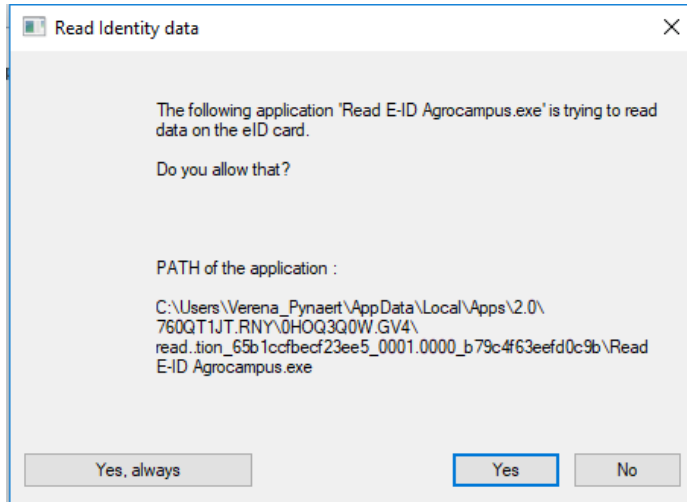 Read Identity data
The following application 'Read E-ID Agrocampus.exe' is trying to read
data on the eID card.
Do you allow that?
PATH of the application :
C:\Users\Verena_Pynaert\AppData\Local\Apps\2.0\
760QT1JT.RNY\0HOQ3Q0W.GV4\
read..tion_65b1ccfbecf23ee5_0001.0000_b79c4f63eefd0c9b\Read
E-ID Agrocampus.exe
Yes, always
Yes
No